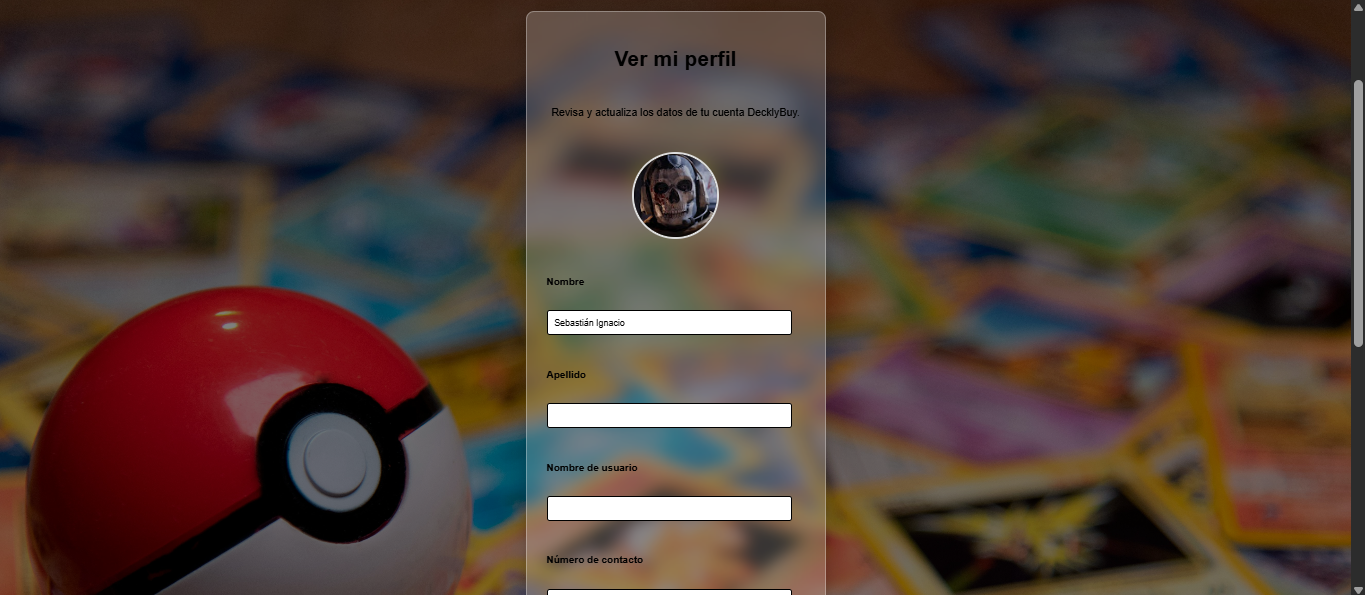 Ver mi perfil
Revisa y actualiza los datos de tu cuenta DecklyBuy.
Nombre
Sebastián Ignacio
Apellido
Nombre de usuario
Número de contacto